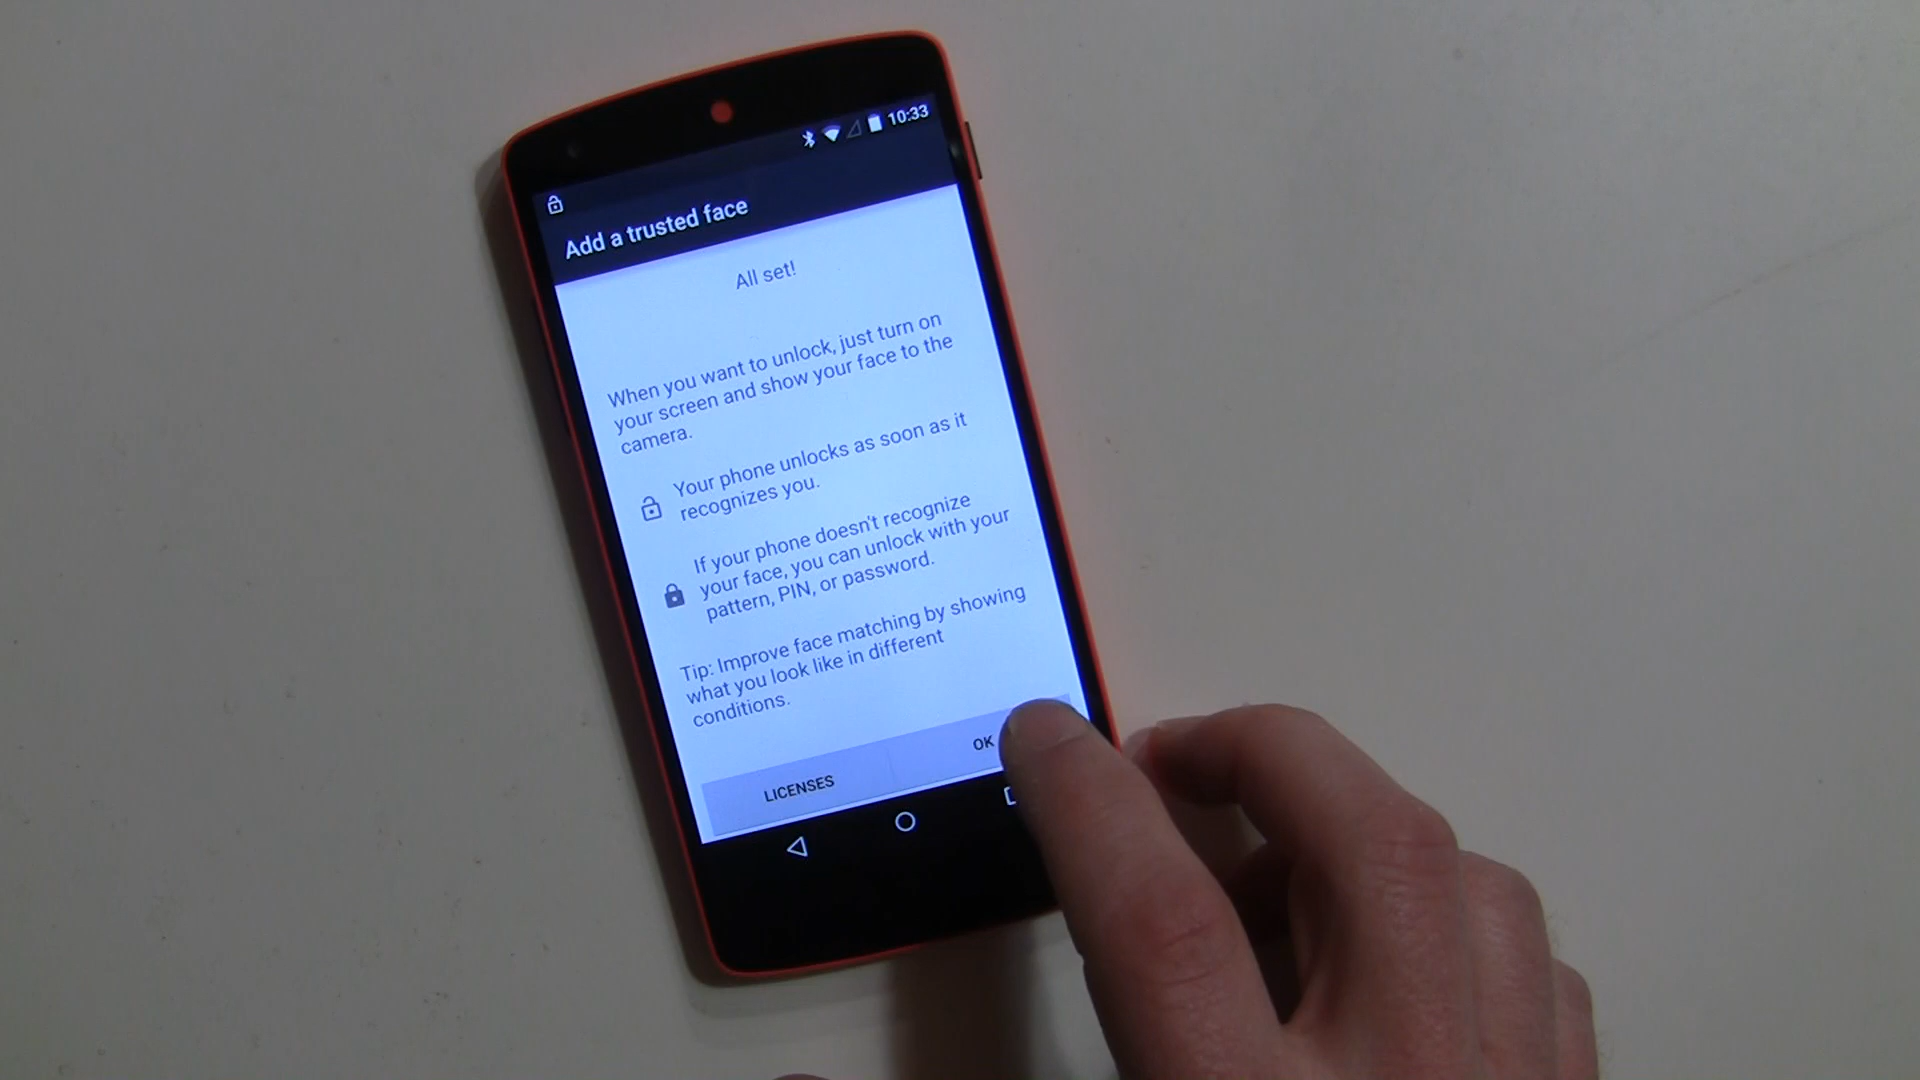 10:33
Add a trusted face
All set!
When you want to unlock, just turn on
your screen and show your face to the
camera.
Your phone unlocks as soon as it
recognizes you.
If your phone doesn't recognize
your face, you can unlock with your
pattern, PIN, or password.
Tip: Improve face matching by showing
what you look like in different
conditions.
LICENSES
OK